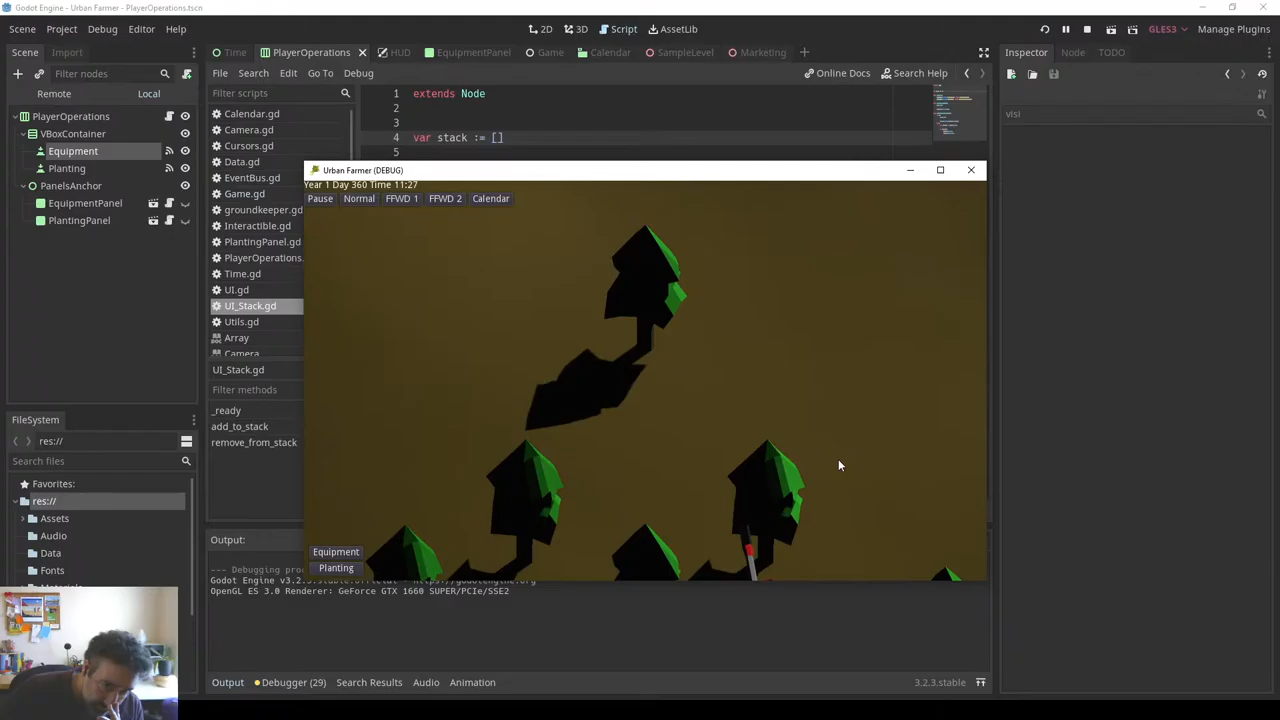 Godot Engine - Urban Farmer - PlayerOperations.tscn
Scene Project Debug Editor Help
2D 3D Script AssetLib
GLES3 Manage Plugins
Scene Import
Time PlayerOperations HUD EquipmentPanel Game Calendar SampleLevel Marketing
Inspector Node TODO
Filter nodes
File Search Edit Go To Debug
Online Docs Search Help
Remote Local
Filter scripts
1 extends Node
2
3
4 var stack := []
5
visi
PlayerOperations
VBoxContainer
Equipment
Planting
PanelsAnchor
EquipmentPanel
PlantingPanel
Calendar.gd
Camera.gd
Cursors.gd
Data.gd
EventBus.gd
Game.gd
groundkeeper.gd
Interactible.gd
PlantingPanel.gd
PlayerOperations.
Time.gd
UI.gd
UI_Stack.gd
Utils.gd
Array
Camera
UI_Stack.gd
Filter methods
_ready
add_to_stack
remove_from_stack
Urban Farmer (DEBUG)
Year 1 Day 360 Time 11:27
Pause Normal FFWD 1 FFWD 2 Calendar
Equipment
Planting
FileSystem
res://
Search files
Favorites:
res://
Assets
Audio
Data
Fonts
Output:
--- Debugging
OpenGL ES 3.0 Renderer: GeForce GTX 1660 SUPER/PCIe/SSE2
Output Debugger (29) Search Results Audio Animation
3.2.3.stable